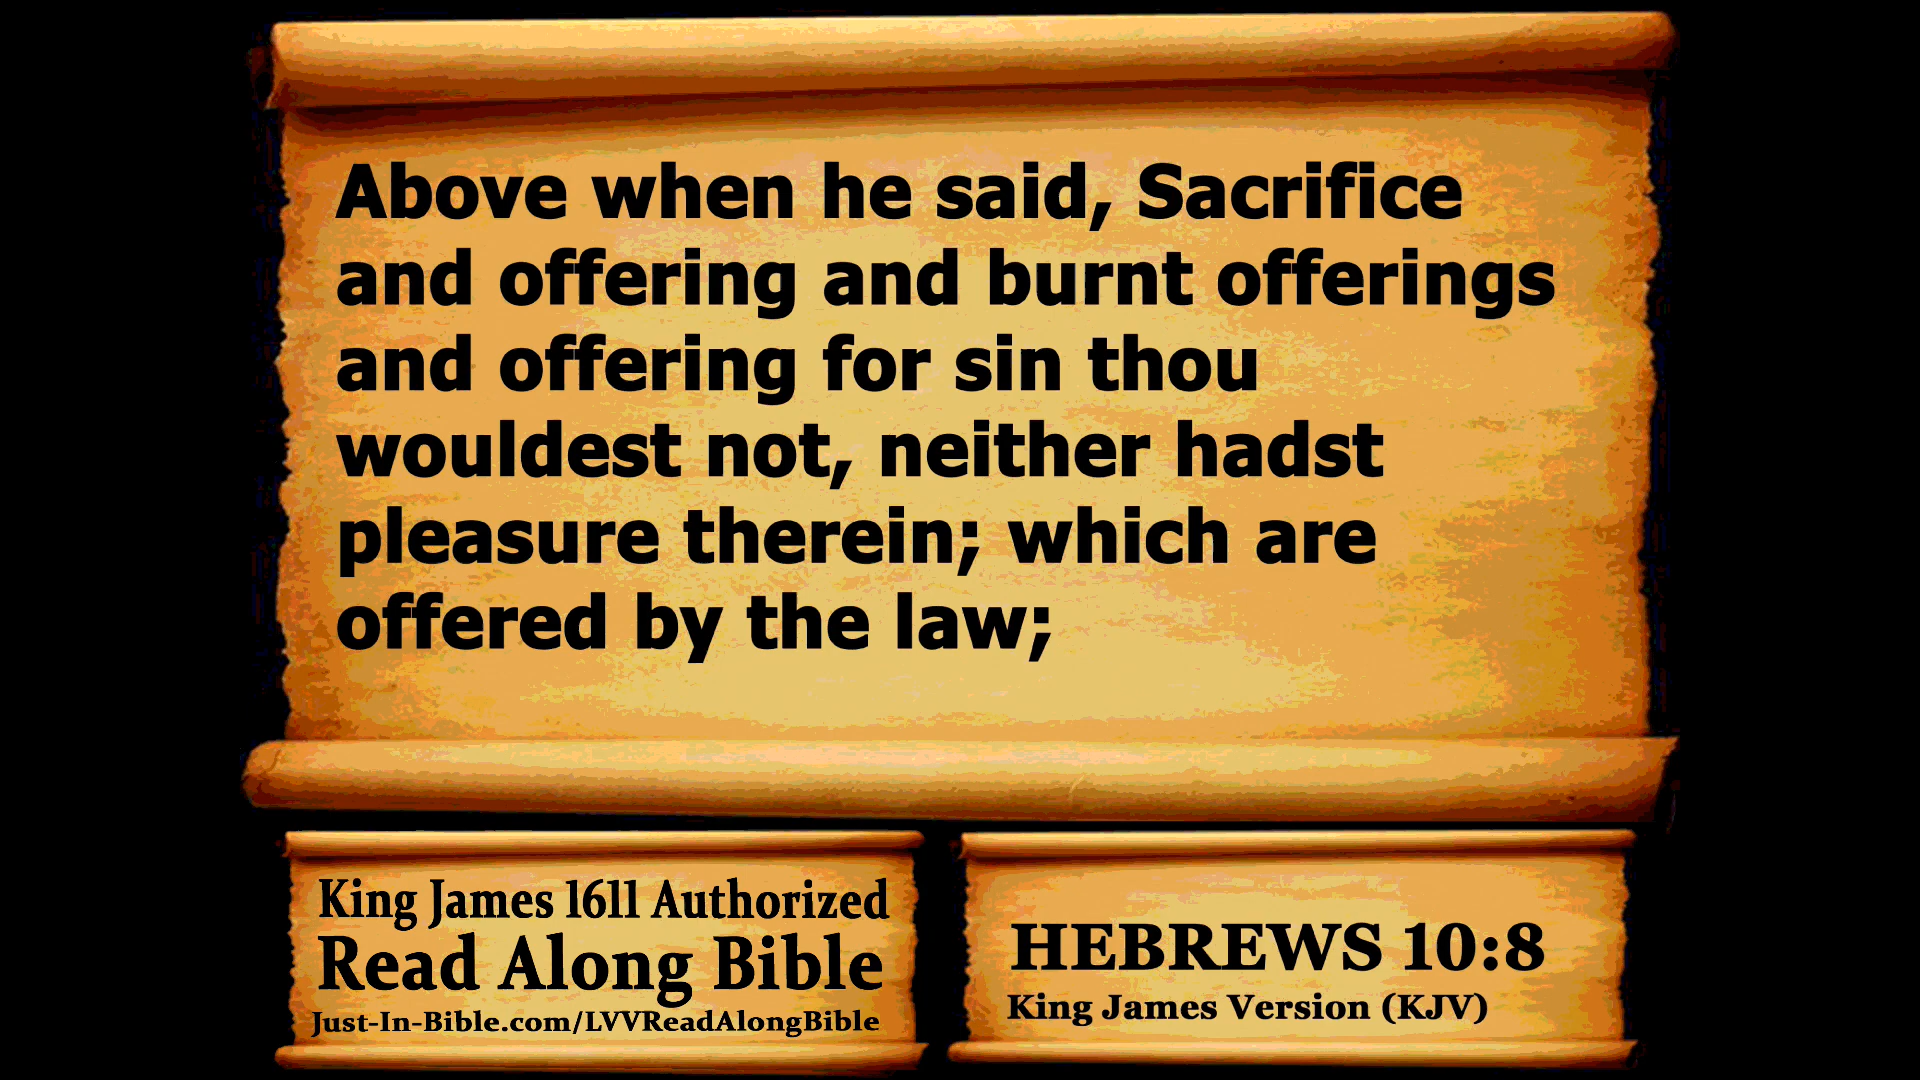 Above when he said, Sacrifice
and offering and burnt offerings
and offering for sin thou
wouldest not, neither hadst
pleasure therein; which are
offered by the law;
King James 1611 Authorized
Read Along Bible
Just-In-Bible.com/LVVReadAlongBible
HEBREWS 10:8
King James Version (KJV)